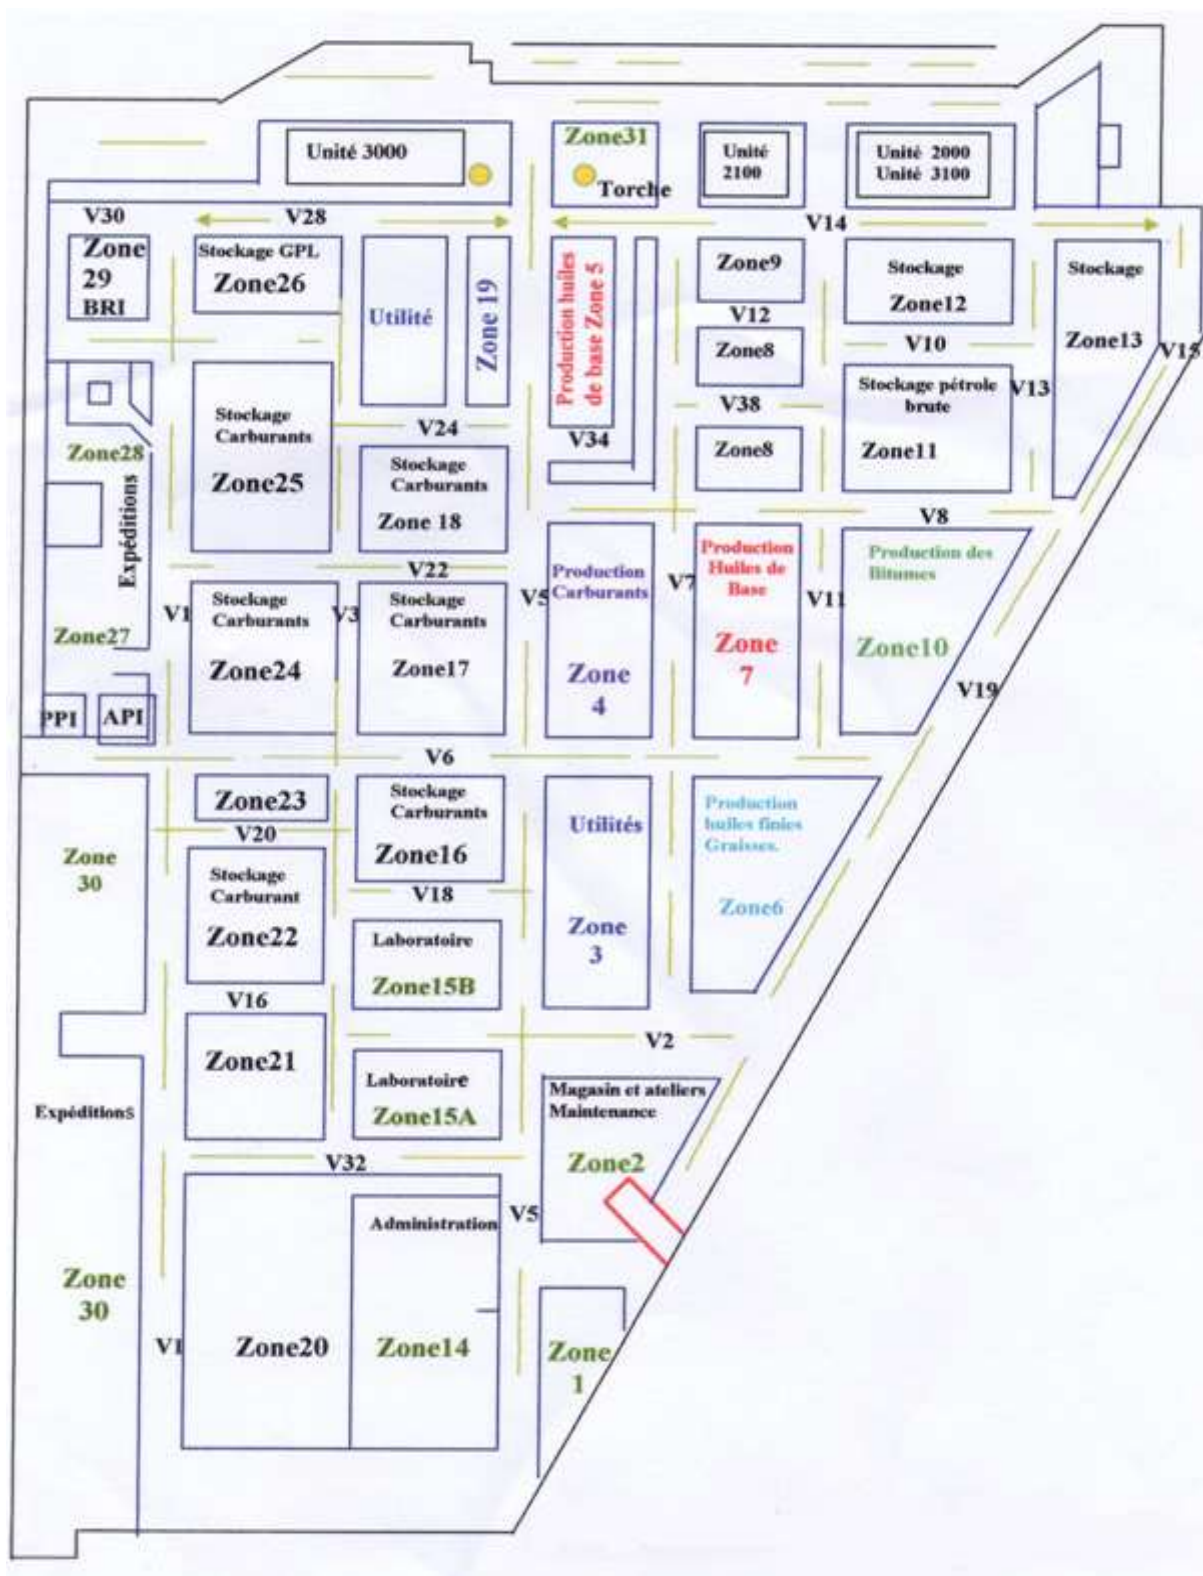 Unité 3000
Zone31
Torche
Unité
2100
Unité 2000
Unité 3100
V30
V28
V14
Zone
29
BRI
Stockage GPL
Zone26
Utilité
Zone 19
Production huiles
de base Zone 5
Zone9
Stockage
Zone12
Stockage
Zone13
V12
V10
V15
Zone8
V38
V13
Stockage
Carburants
Zone25
V24
V34
Zone8
Stockage pétrole
brute
Zone11
Zone28
Expéditions
Stockage
Carburants
Zone 18
V8
V22
Zone27
V1
Stockage
Carburants
Zone24
V3
Stockage
Carburants
Zone17
V5
Production
Carburants
Zone
4
V7
Production
Huiles de
Base
Zone
7
V11
Production des
Bitumes
Zone10
V19
PPI
API
V6
Zone23
V20
Stockage
Carburants
Zone16
V18
Utilités
Zone
3
Production
huiles finies
Graisses.
Zone6
Zone
30
Stockage
Carburant
Zone22
V16
Laboratoire
Zone15B
V2
Zone21
Laboratoire
Zone15A
Magasin et ateliers
Maintenance
Zone2
Expéditions
V32
V5
Administration
Zone
30
V1
Zone20
Zone14
Zone
1